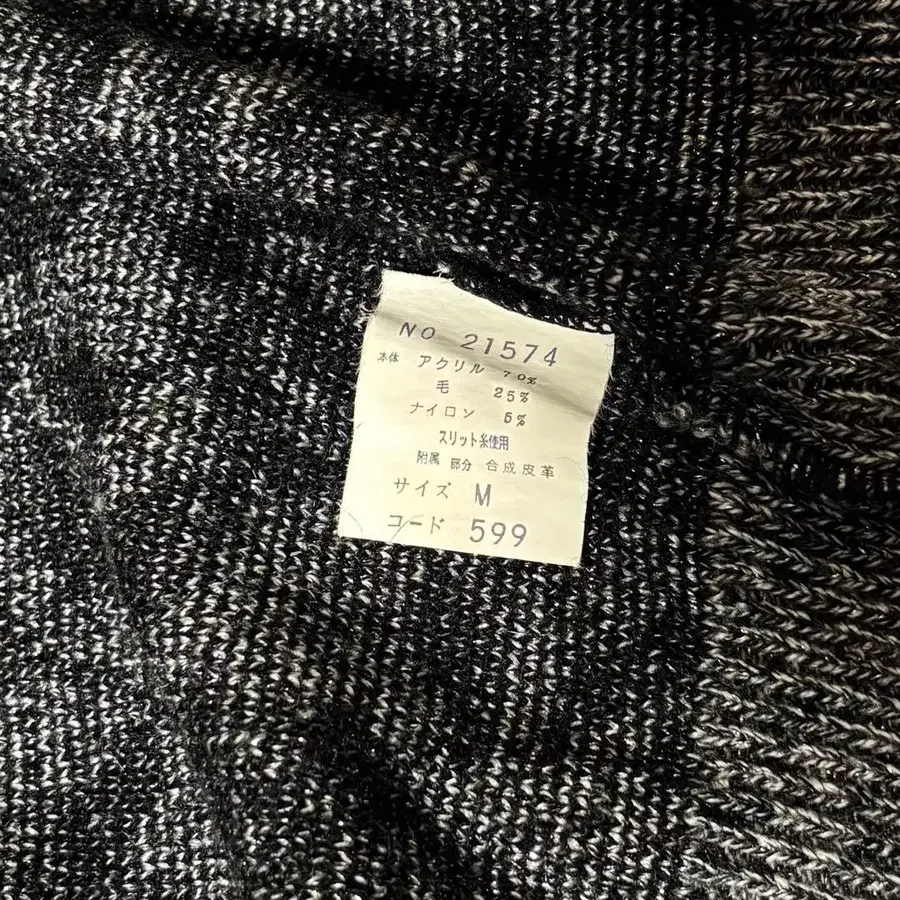 NO 21574
本体 アクリル 70%
毛 25%
ナイロン 5%
スリット糸使用
附属 部分 合成皮革
サイズ M
コード 599